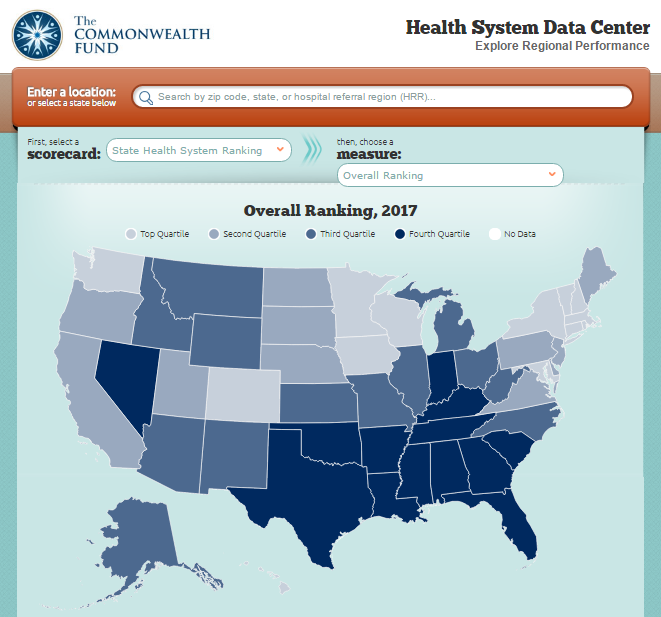 The
COMMONWEALTH
FUND
Health System Data Center
Explore Regional Performance
Enter a location:
or select a state below
Search by zip code, state, or hospital referral region (HRR)...
First, select a
scorecard:
State Health System Ranking
then, choose a
measure:
Overall Ranking
Overall Ranking, 2017
Top Quartile
Second Quartile
Third Quartile
Fourth Quartile
No Data